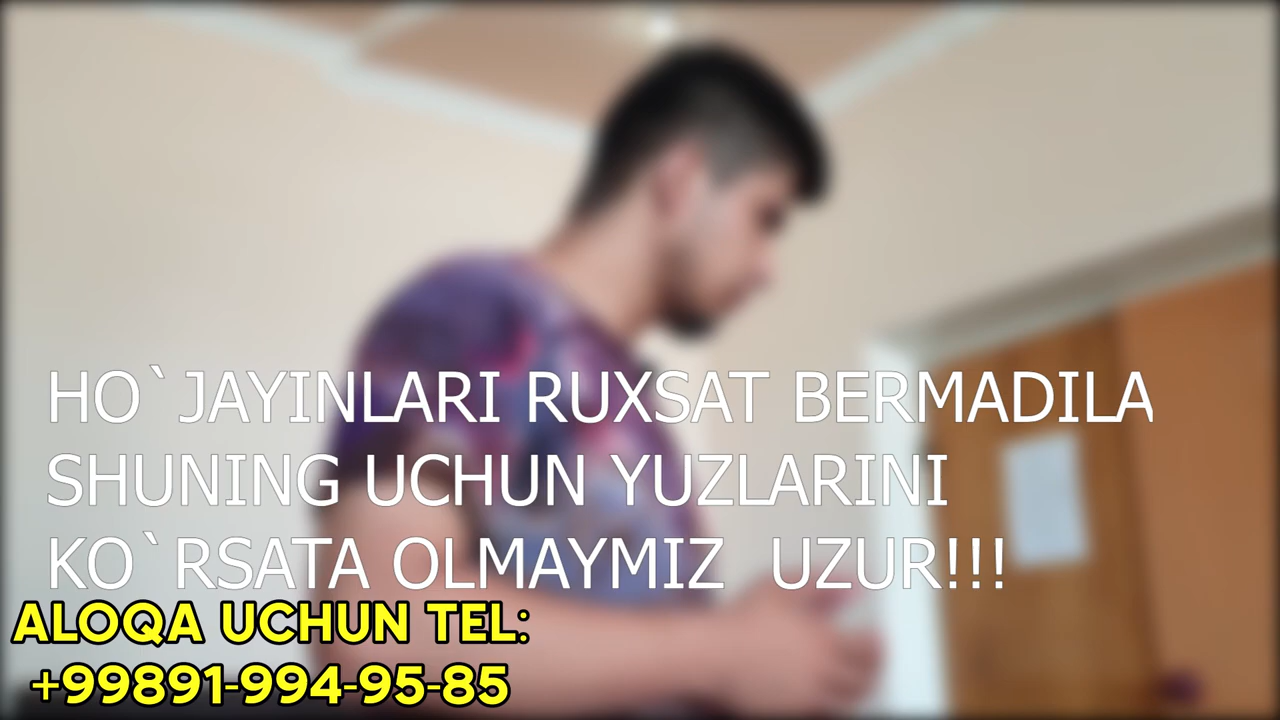 HO`JAYINLARI RUXSAT BERMADILA
SHUNING UCHUN YUZLARINI
KO`RSATA OLMAYMIZ UZUR!!!
ALOQA UCHUN TEL:
+99891-994-95-85